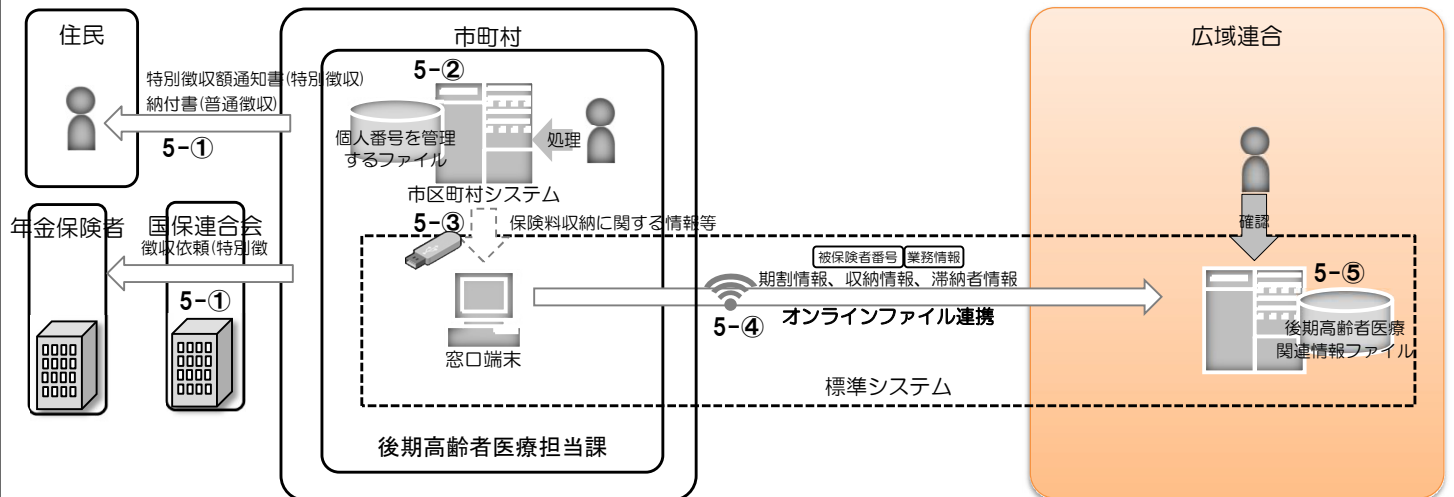 住民
市町村
広域連合
特別徴収額通知書(特別徴収)
納付書(普通徴収)
5-①
5-②
個人番号を管理
するファイル
処理
市区町村システム
年金保険者
国保連合会
徴収依頼(特別徴
5-①
5-③
保険料収納に関する情報等
確認
被保険者番号 業務情報
期割情報、収納情報、滞納者情報
5-④
オンラインファイル連携
5-⑤
後期高齢者医療
関連情報ファイル
窓口端末
標準システム
後期高齢者医療担当課